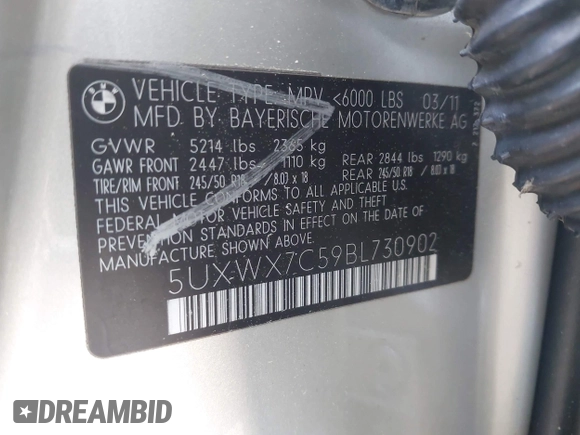 BMW
VEHICLE TYPE MPV <6000 LBS 03/11
MFD BY BAYERISCHE MOTORENWERKE AG
GVWR 5214 lbs 2365 kg
GAWR FRONT 2447 lbs 1110 kg REAR 2844 lbs 1290 kg
TIRE/RIM FRONT 245/50 R18 / 8.0J x 18 REAR 245/50 R18 / 8.0J x 18
THIS VEHICLE CONFORMS TO ALL APPLICABLE
FEDERAL MOTOR VEHICLE SAFETY AND THEFT
PREVENTION STANDARDS IN EFFECT ON THE DATE
OF MANUFACTURE SHOWN ABOVE.
5UXWX7C59BL730902
DREAMBID